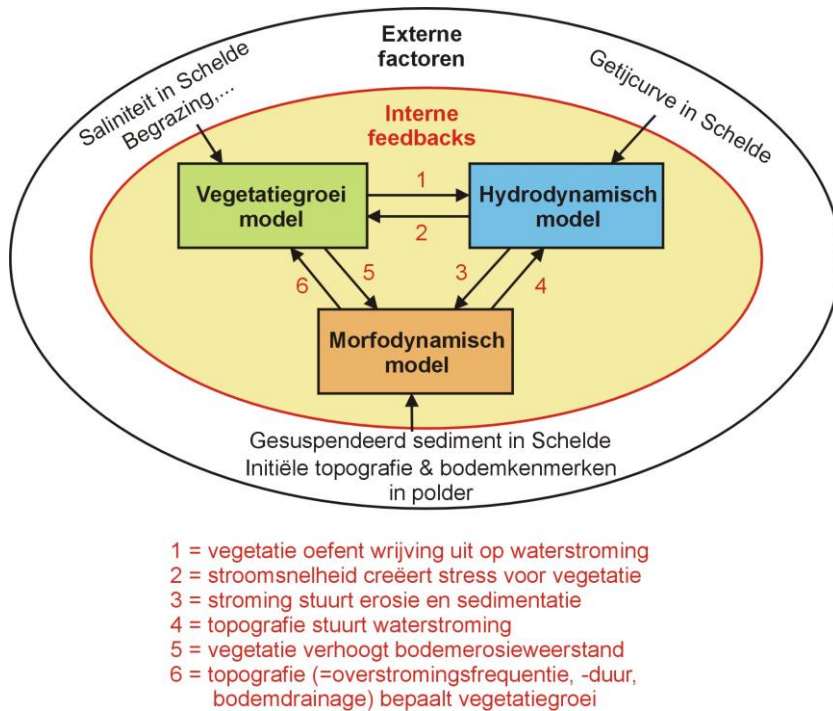 Externe
factoren
Saliniteit in Schelde
Begrazing,...
Getijcurve in Schelde
Interne
feedbacks
Vegetatiegroei
model
1
2
Hydrodynamisch
model
6
5
3
4
Morfodynamisch
model
Gesuspendeerd sediment in Schelde
Initiële topografie & bodemkenmerken
in polder
1 = vegetatie oefent wrijving uit op waterstroming
2 = stroomsnelheid creëert stress voor vegetatie
3 = stroming stuurt erosie en sedimentatie
4 = topografie stuurt waterstroming
5 = vegetatie verhoogt bodemerosieweerstand
6 = topografie (=overstromingsfrequentie, -duur,
bodemdrainage) bepaalt vegetatiegroei